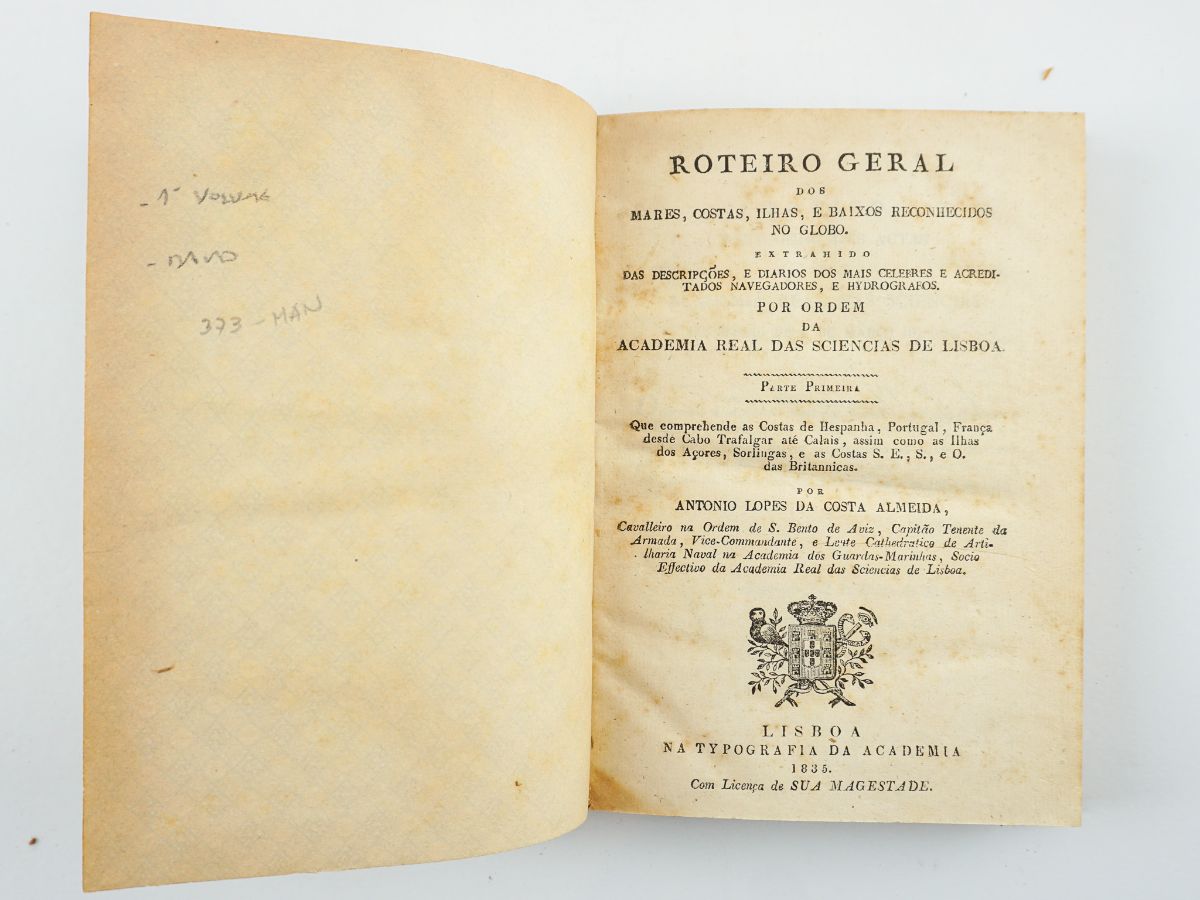 - 1º VOLUME
373 - MAN
ROTEIRO GERAL
DOS
MARES, COSTAS, ILHAS, E BAIXOS RECONHECIDOS
NO GLOBO.
EXTRAHIDO
DAS DESCRIPÇÕES, E DIARIOS DOS MAIS CELEBRES E ACREDI-
TADOS NAVEGADORES, E HYDROGRAFOS.
POR ORDEM
DA
ACADEMIA REAL DAS SCIENCIAS DE LISBOA.
PARTE PRIMEIRA
Que comprehende as Costas de Hespanha, Portugal, França
desde Cabo Trafalgar até Calais, assim como as Ilhas
dos Açores, Sorlingas, e as Costas S. E., S., e O.
das Britannicas.
POR
ANTONIO LOPES DA COSTA ALMEIDA,
Cavalleiro na Ordem de S. Bento de Aviz, Capitão Tenente da
Armada, Vice-Commandante, e Lente Cathedratico de Arti-
lharia Naval na Academia dos Guardas-Marinhas, Socio
Effectivo da Academia Real das Sciencias de Lisboa.
LISBOA
NA TYPOGRAFIA DA ACADEMIA
1835.
Com Licença de SUA MAGESTADE.